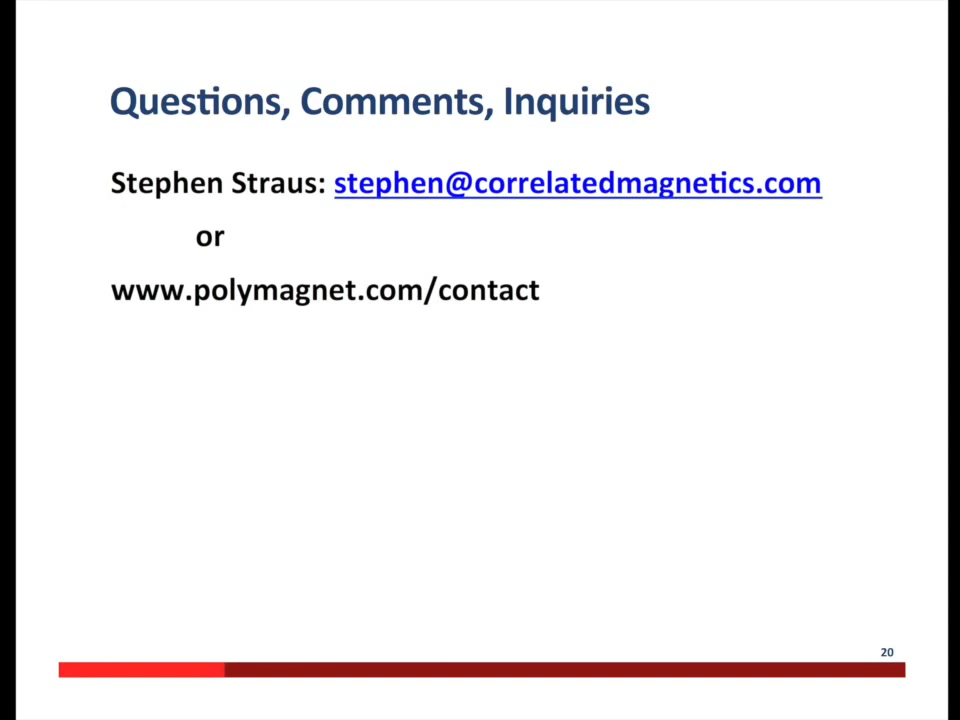 Questions, Comments, Inquiries
Stephen Straus: stephen@correlatedmagnetics.com
or
www.polymagnet.com/contact
20